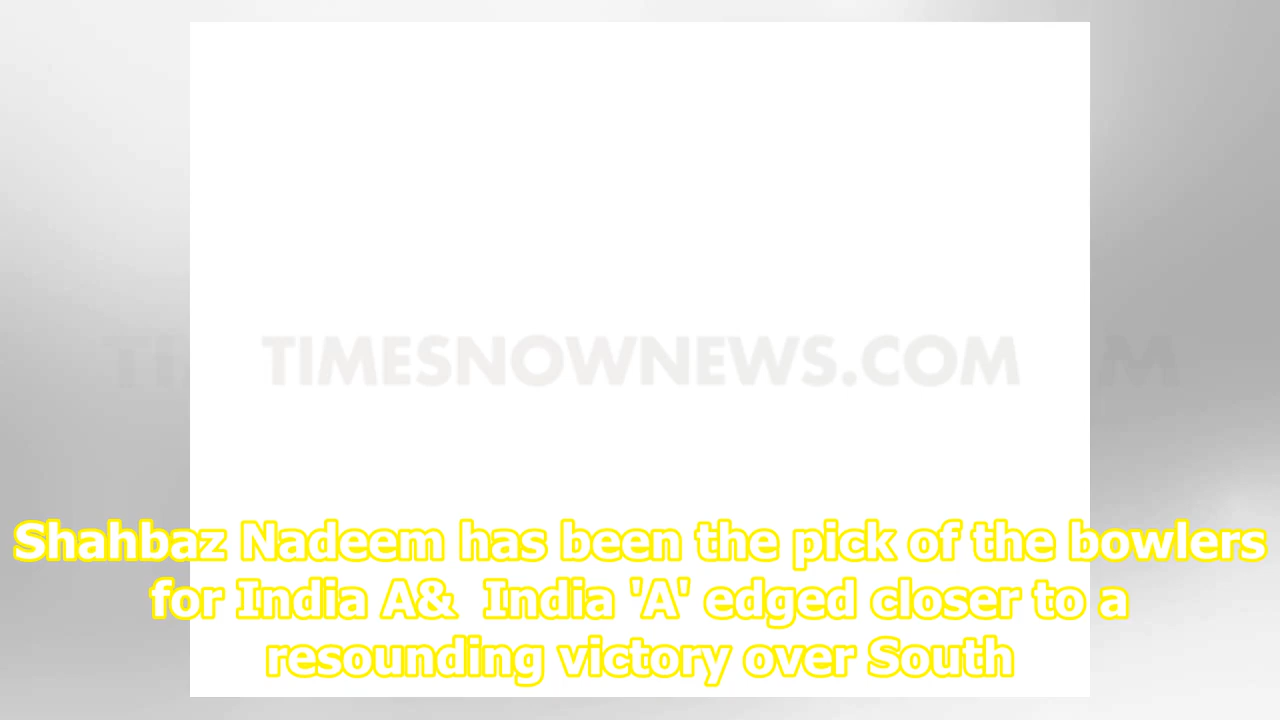 TIMESNOWNEWS.COM
Shahbaz Nadeem has been the pick of the bowlers
for India A&  India 'A' edged closer to a
resounding victory over South